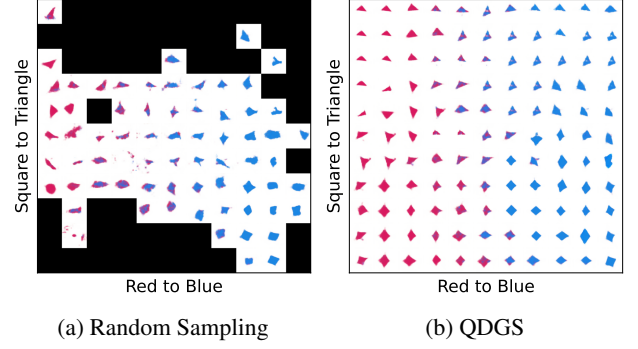 Square to Triangle
Red to Blue
(a) Random Sampling
Square to Triangle
Red to Blue
(b) QDGS